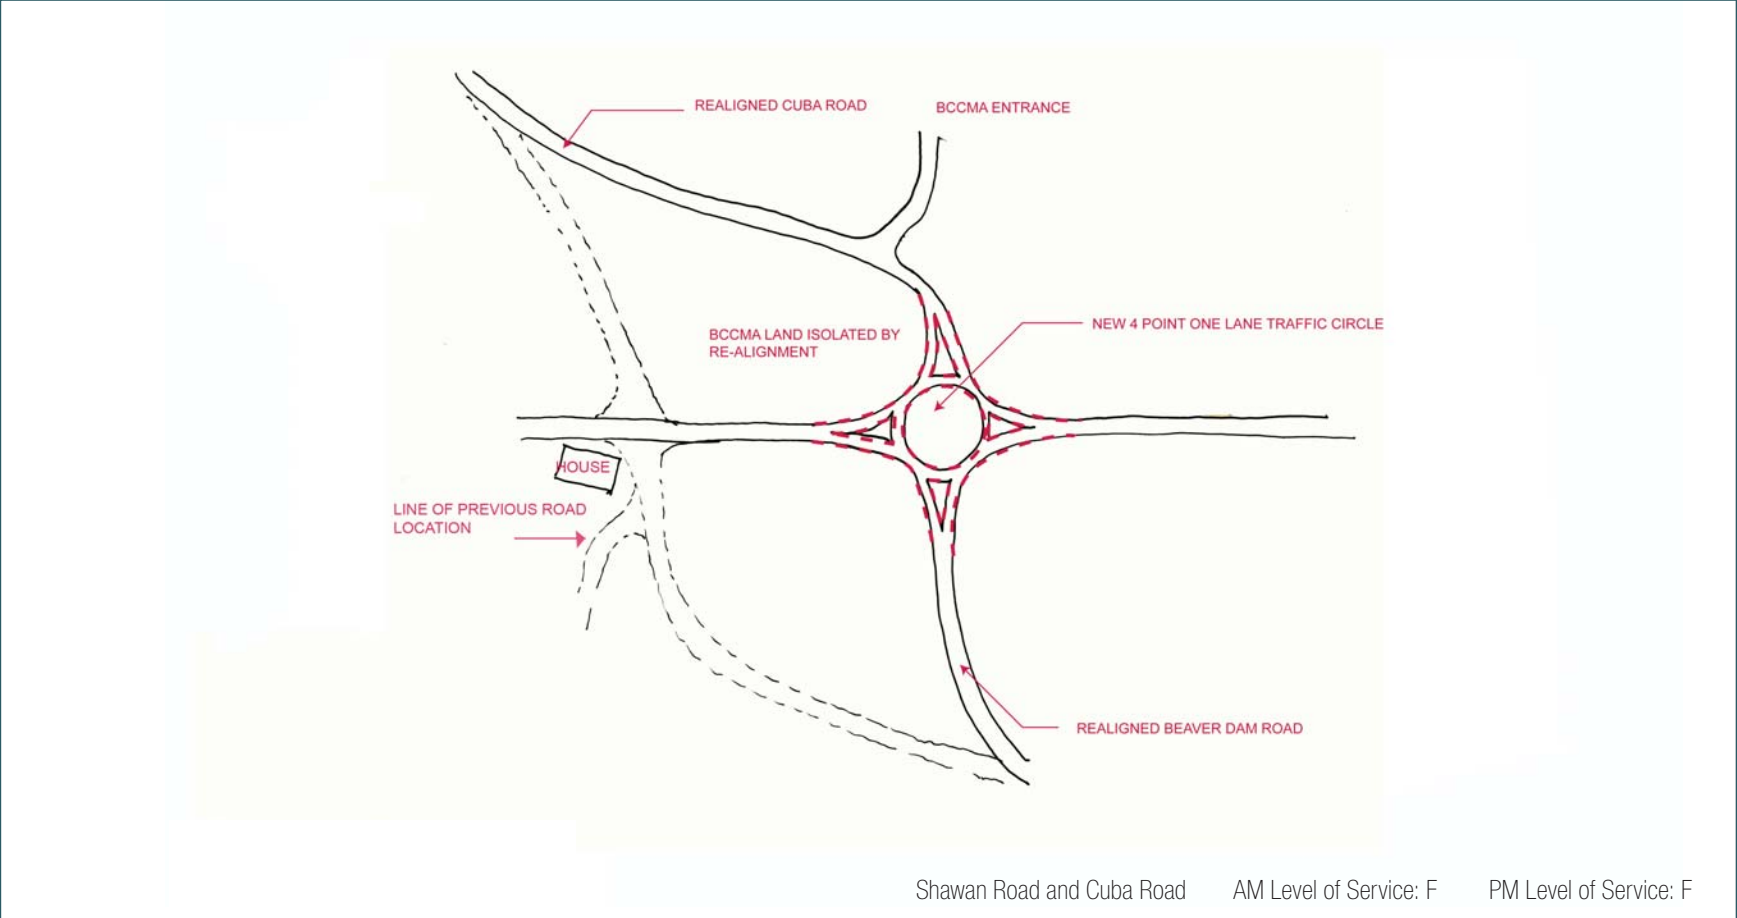 REALIGNED CUBA ROAD
BCCMA ENTRANCE
NEW 4 POINT ONE LANE TRAFFIC CIRCLE
BCCMA LAND ISOLATED BY
RE-ALIGNMENT
HOUSE
LINE OF PREVIOUS ROAD
LOCATION
REALIGNED BEAVER DAM ROAD
Shawan Road and Cuba Road AM Level of Service: F PM Level of Service: F